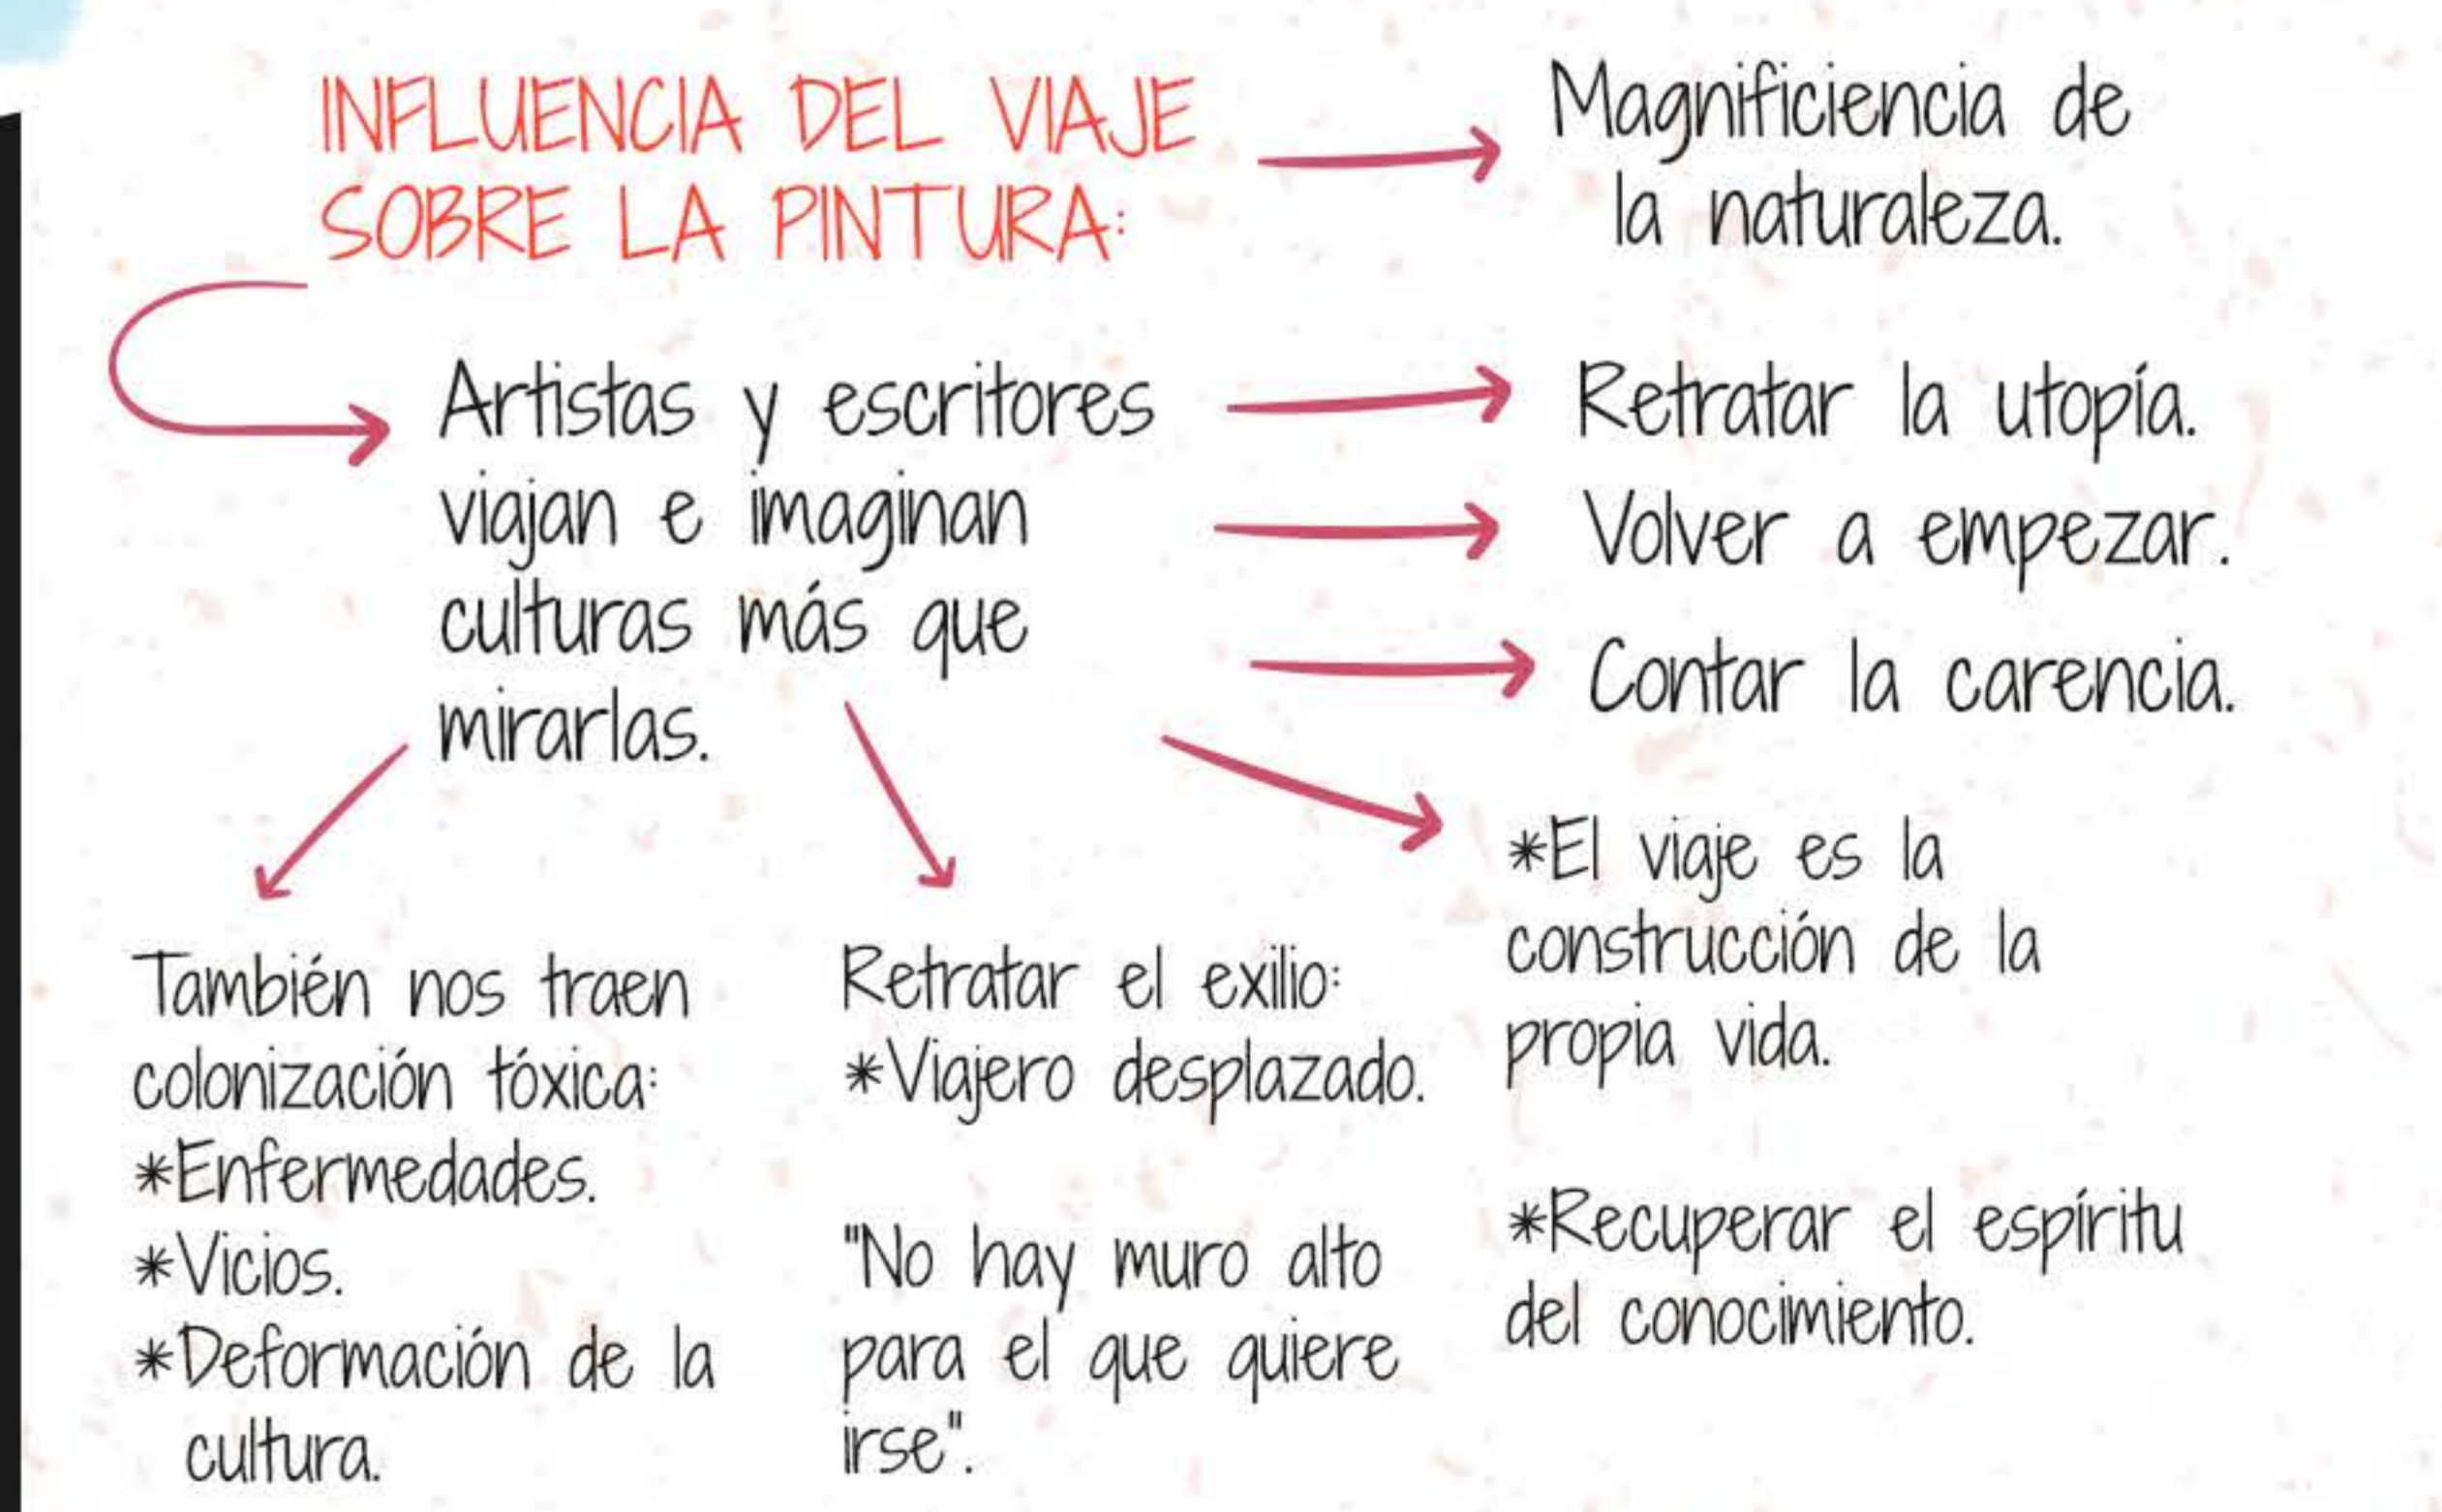 INFLUENCIA DEL VIAJE
SOBRE LA PINTURA:
Magnificiencia de
la naturaleza.
Artistas y escritores
viajan e imaginan
culturas más que
mirarlas.
Retratar la utopía.
Volver a empezar.
Contar la carencia.
También nos traen
colonización tóxica:
*Enfermedades.
*Vicios.
*Deformación de la
cultura.
Retratar el exilio:
*Viajero desplazado.
"No hay muro alto
para el que quiere
irse".
*El viaje es la
construcción de la
propia vida.
*Recuperar el espíritu
del conocimiento.